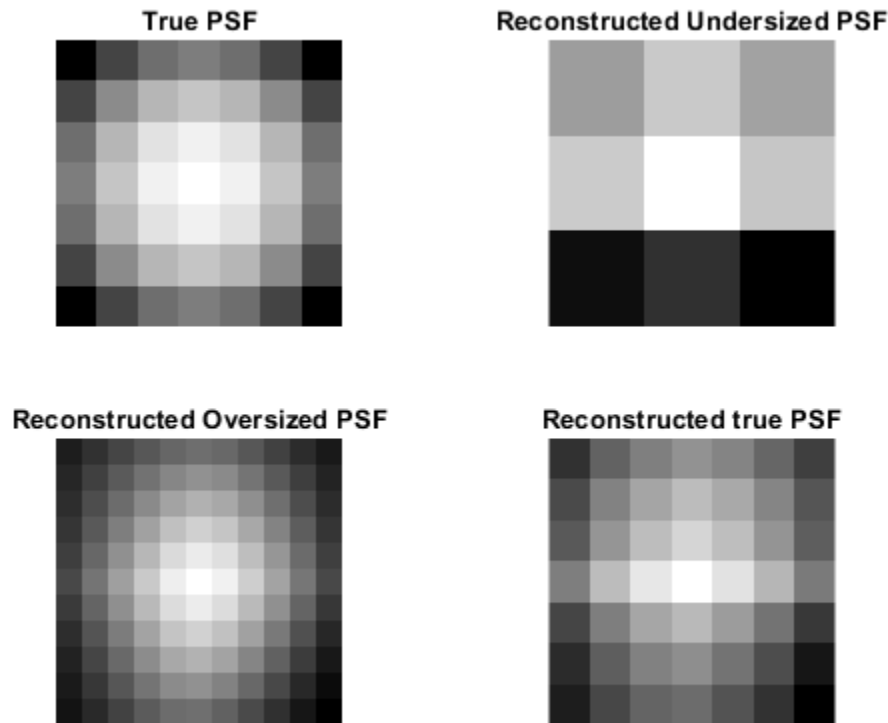 True PSF
Reconstructed Undersized PSF
Reconstructed Oversized PSF
Reconstructed true PSF